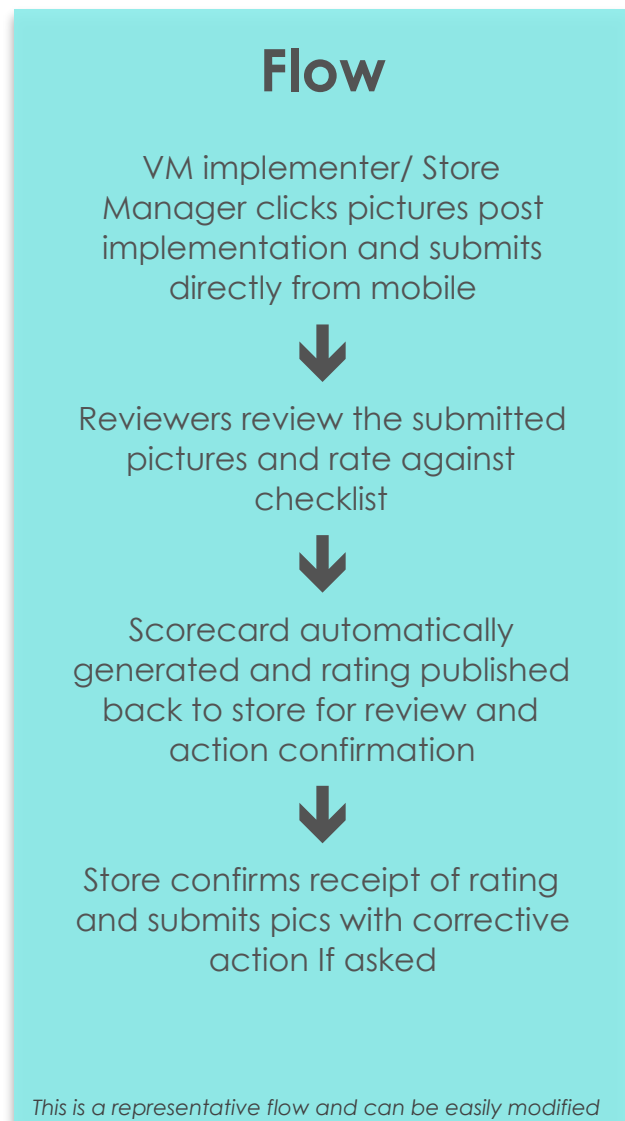 Flow
VM implementer/ Store
Manager clicks pictures post
implementation and submits
directly from mobile
Reviewers review the submitted
pictures and rate against
checklist
Scorecard automatically
generated and rating published
back to store for review and
action confirmation
Store confirms receipt of rating
and submits pics with corrective
action If asked
This is a representative flow and can be easily modified